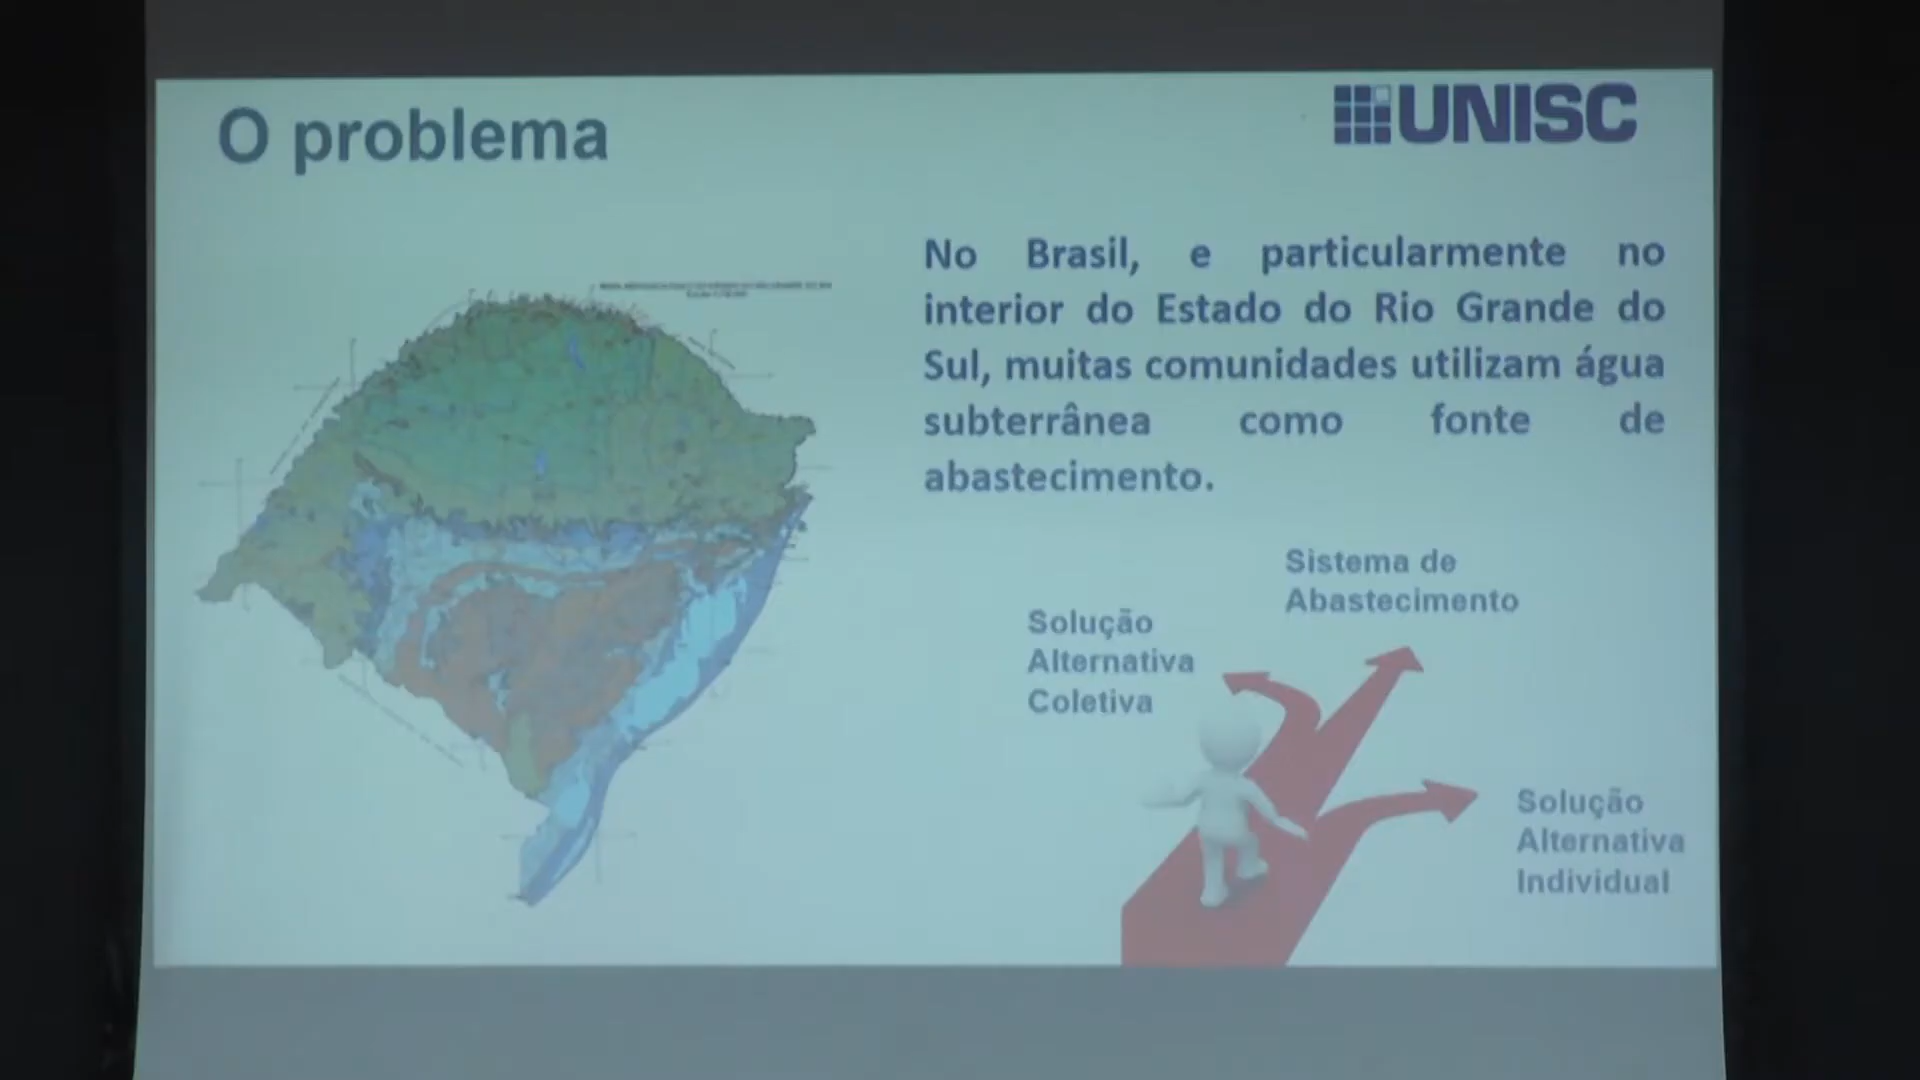 O problema
UNISC
No Brasil, e particularmente no
interior do Estado do Rio Grande do
Sul, muitas comunidades utilizam água
subterrânea como fonte de
abastecimento.
Sistema de
Abastecimento
Solução
Alternativa
Coletiva
Solução
Alternativa
Individual